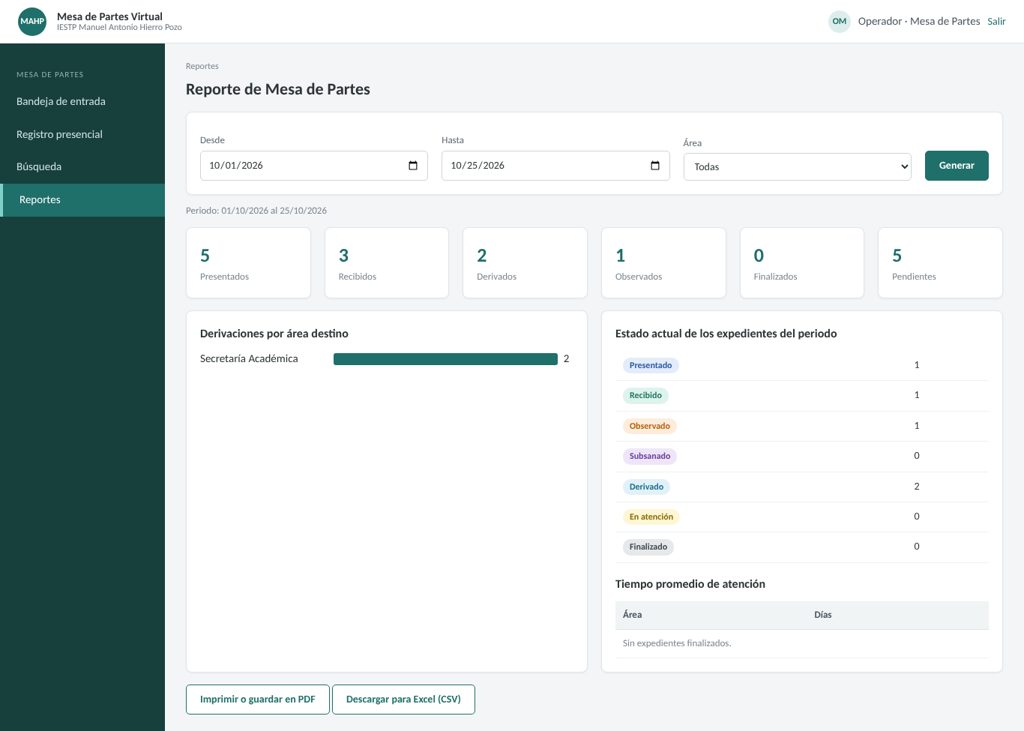 MAHP
Mesa de Partes Virtual
IESTP Manuel Antonio Hierro Pozo
OM
Operador · Mesa de Partes
Salir
MESA DE PARTES
Bandeja de entrada
Registro presencial
Búsqueda
Reportes
Reportes
Reporte de Mesa de Partes
Desde
10/01/2026
Hasta
10/25/2026
Área
Todas
Generar
Periodo: 01/10/2026 al 25/10/2026
5
Presentados
3
Recibidos
2
Derivados
1
Observados
0
Finalizados
5
Pendientes
Derivaciones por área destino
Secretaría Académica 2
Estado actual de los expedientes del periodo
Presentado 1
Recibido 1
Observado 1
Subsanado 0
Derivado 2
En atención 0
Finalizado 0
Tiempo promedio de atención
Área Días
Sin expedientes finalizados.
Imprimir o guardar en PDF
Descargar para Excel (CSV)